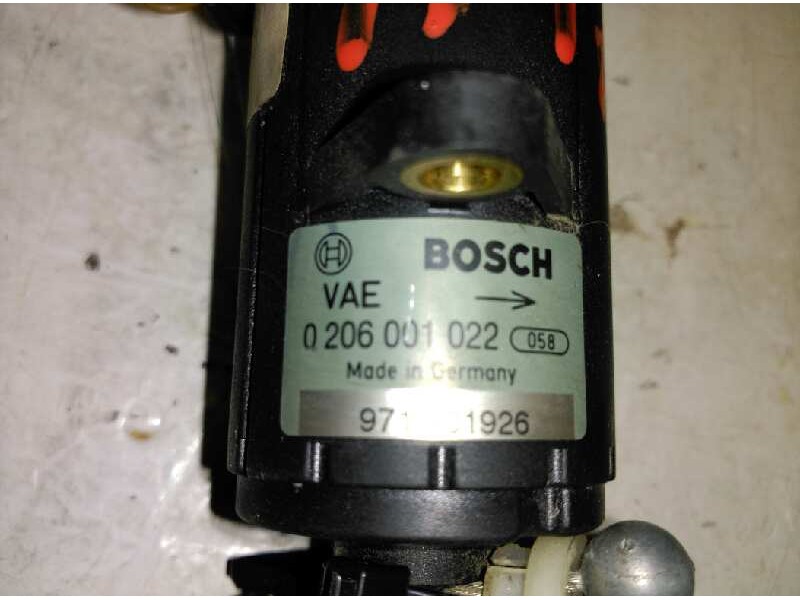 BOSCH
VAE →
0 206 001 022 058
Made in Germany